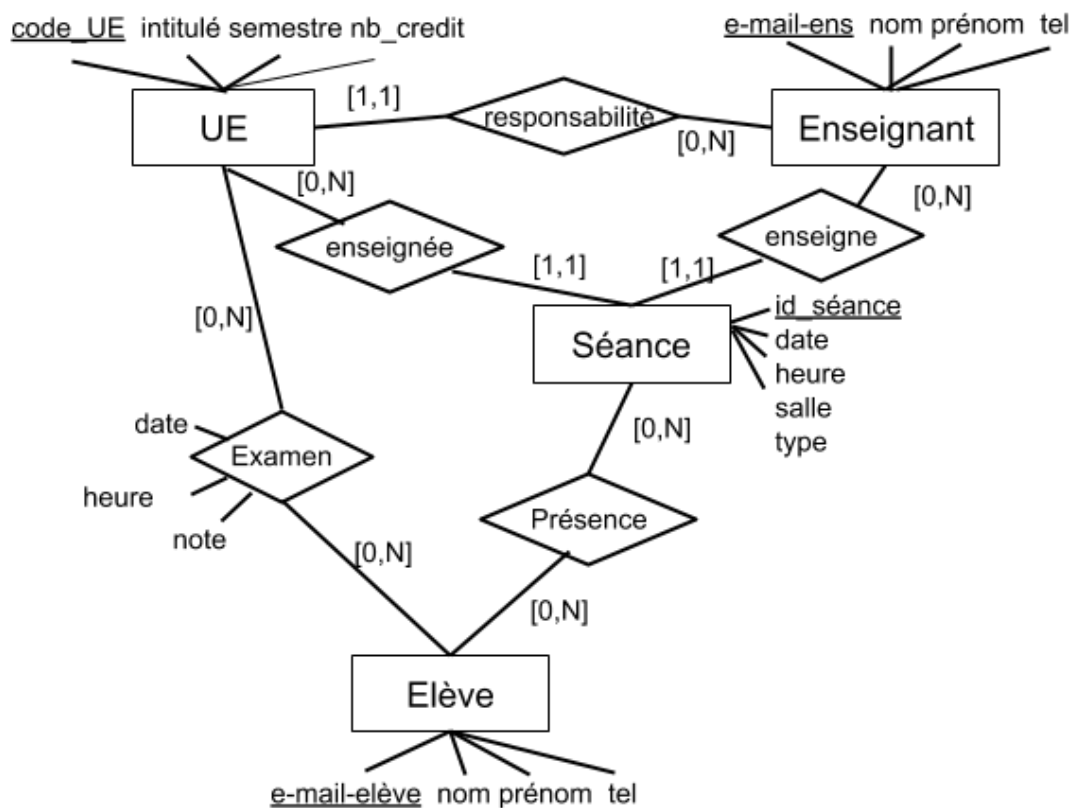 code_UE intitulé semestre nb_credit
e-mail-ens nom prénom tel
[1,1]
UE
responsabilité
Enseignant
[0,N]
[0,N]
[0,N]
enseignée
enseigne
[1,1]
[1,1]
id_séance
[0,N]
Séance
date
heure
salle
date
[0,N]
type
Examen
heure
Présence
note
[0,N]
[0,N]
Elève
e-mail-elève nom prénom tel